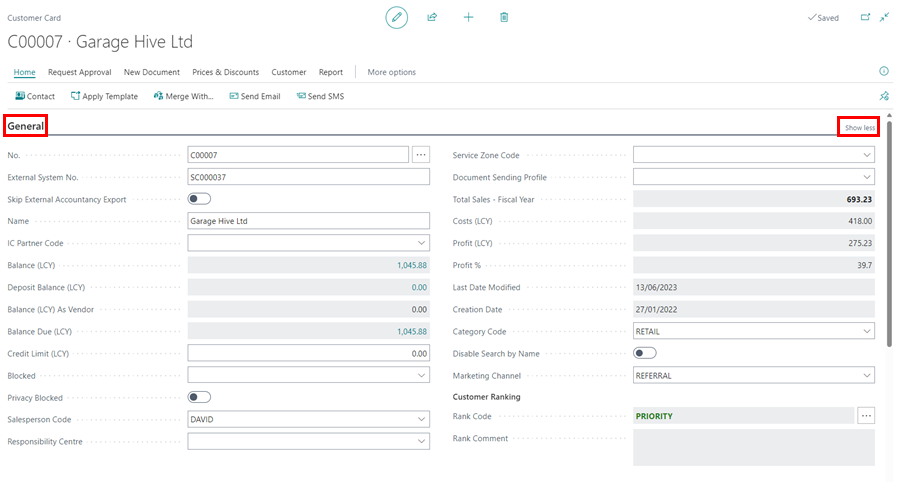 Customer Card
Saved
C00007 · Garage Hive Ltd
Home Request Approval New Document Prices & Discounts Customer Report More options
Contact Apply Template Merge With... Send Email Send SMS
General
Show less
No. C00007
External System No. SC000037
Skip External Accountancy Export
Name Garage Hive Ltd
IC Partner Code
Balance (LCY) 1,045.88
Deposit Balance (LCY) 0.00
Balance (LCY) As Vendor 0.00
Balance Due (LCY) 1,045.88
Credit Limit (LCY) 0.00
Blocked
Privacy Blocked
Salesperson Code DAVID
Responsibility Centre
Service Zone Code
Document Sending Profile
Total Sales - Fiscal Year 693.23
Costs (LCY) 418.00
Profit (LCY) 275.23
Profit % 39.7
Last Date Modified 13/06/2023
Creation Date 27/01/2022
Category Code RETAIL
Disable Search by Name
Marketing Channel REFERRAL
Customer Ranking
Rank Code PRIORITY
Rank Comment